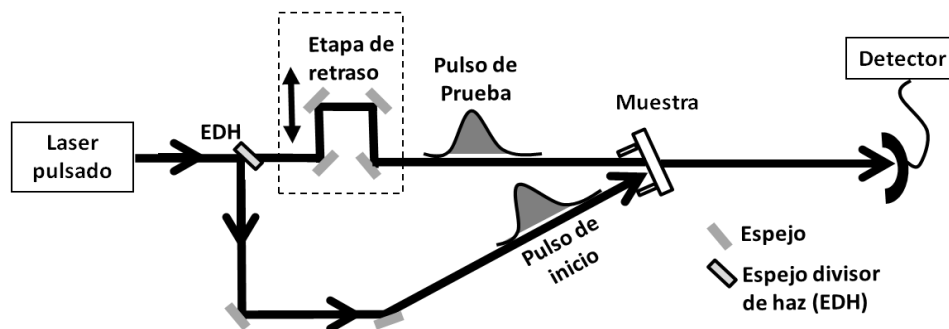 Etapa de
retraso
Pulso de
Prueba
Detector
Muestra
EDH
Laser
pulsado
Pulso de
inicio
Espejo
Espejo divisor
de haz (EDH)